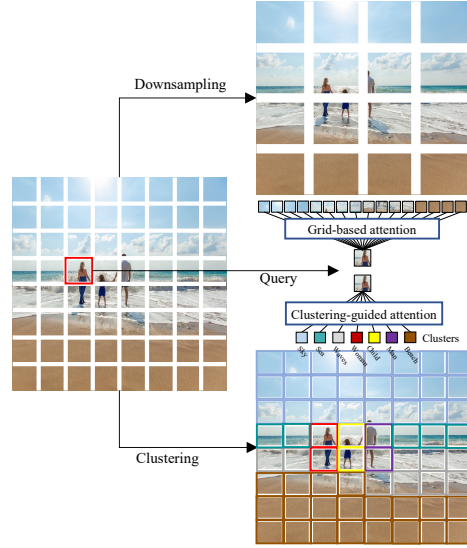 Downsampling
Grid-based attention
Query
Clustering-guided attention
Clusters
Sky
Sea
Waves
Woman
Child
Man
Beach
Clustering